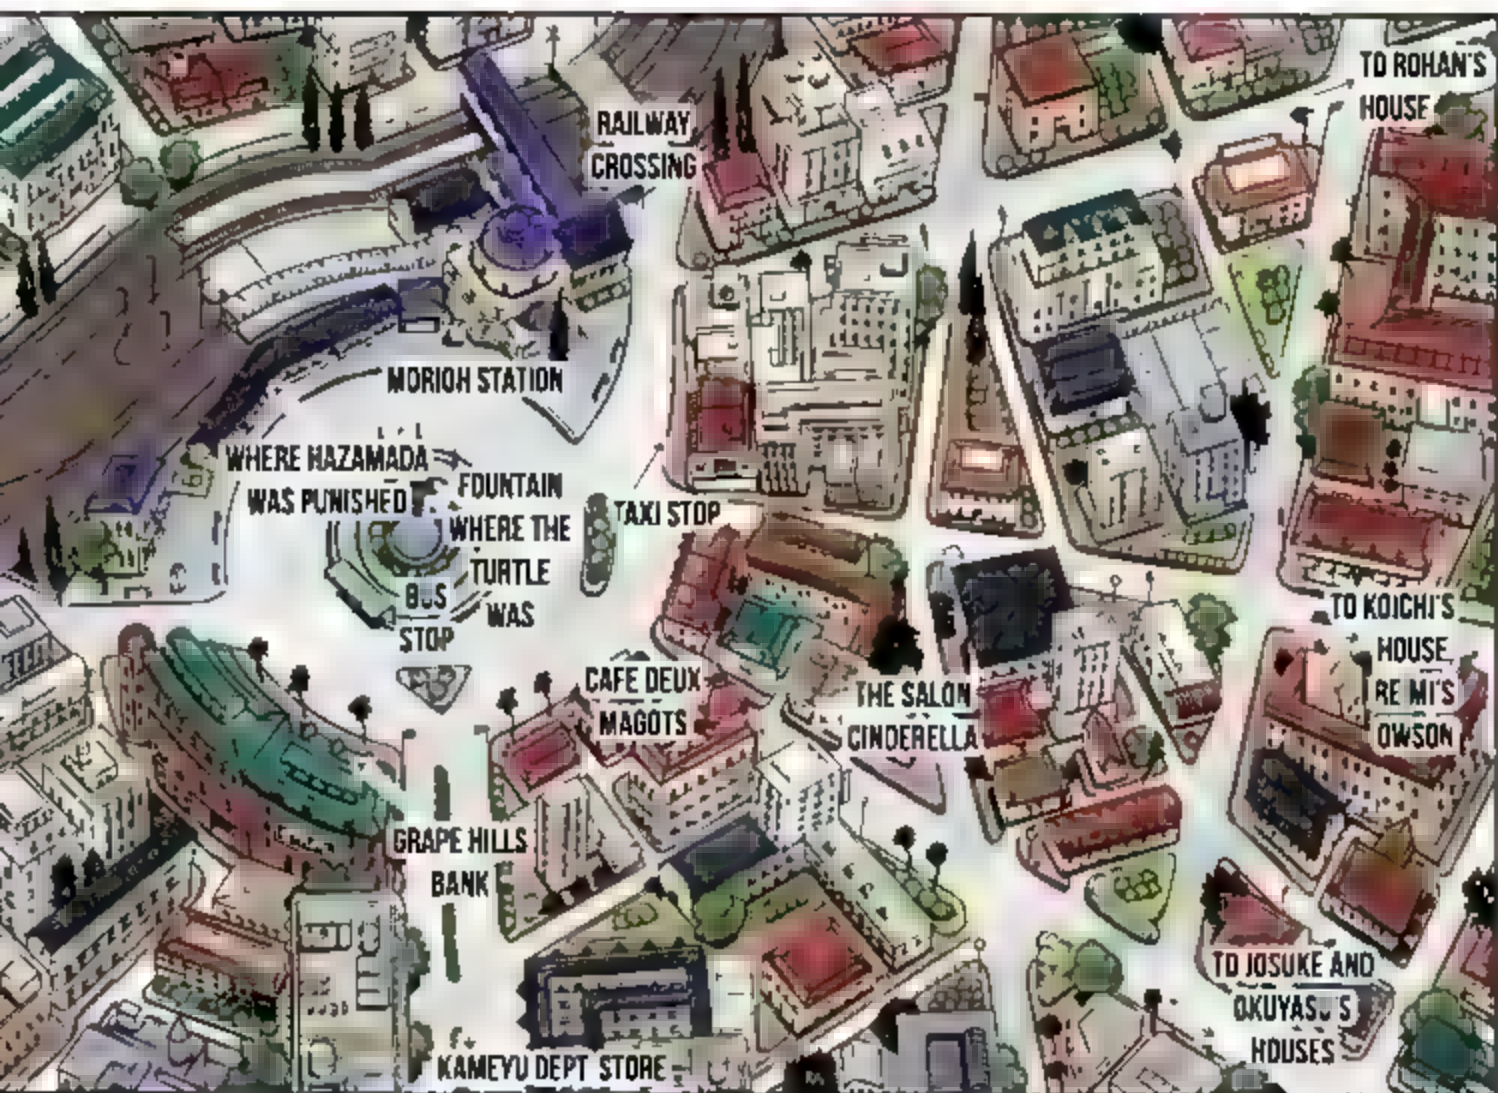 TO ROHAN'S
HOUSE
RAILWAY
CROSSING
MORIOH STATION
WHERE HAZAMADA
WAS PUNISHED
FOUNTAIN
WHERE THE
TURTLE
WAS
TAXI STOP
BUS
STOP
TO KOICHI'S
HOUSE
REIMI'S
OWSON
CAFE DEUX
MAGOTS
THE SALON
CINDERELLA
GRAPE HILLS
BANK
TO JOSUKE AND
OKUYASU'S
HOUSES
KAMEYU DEPT STORE